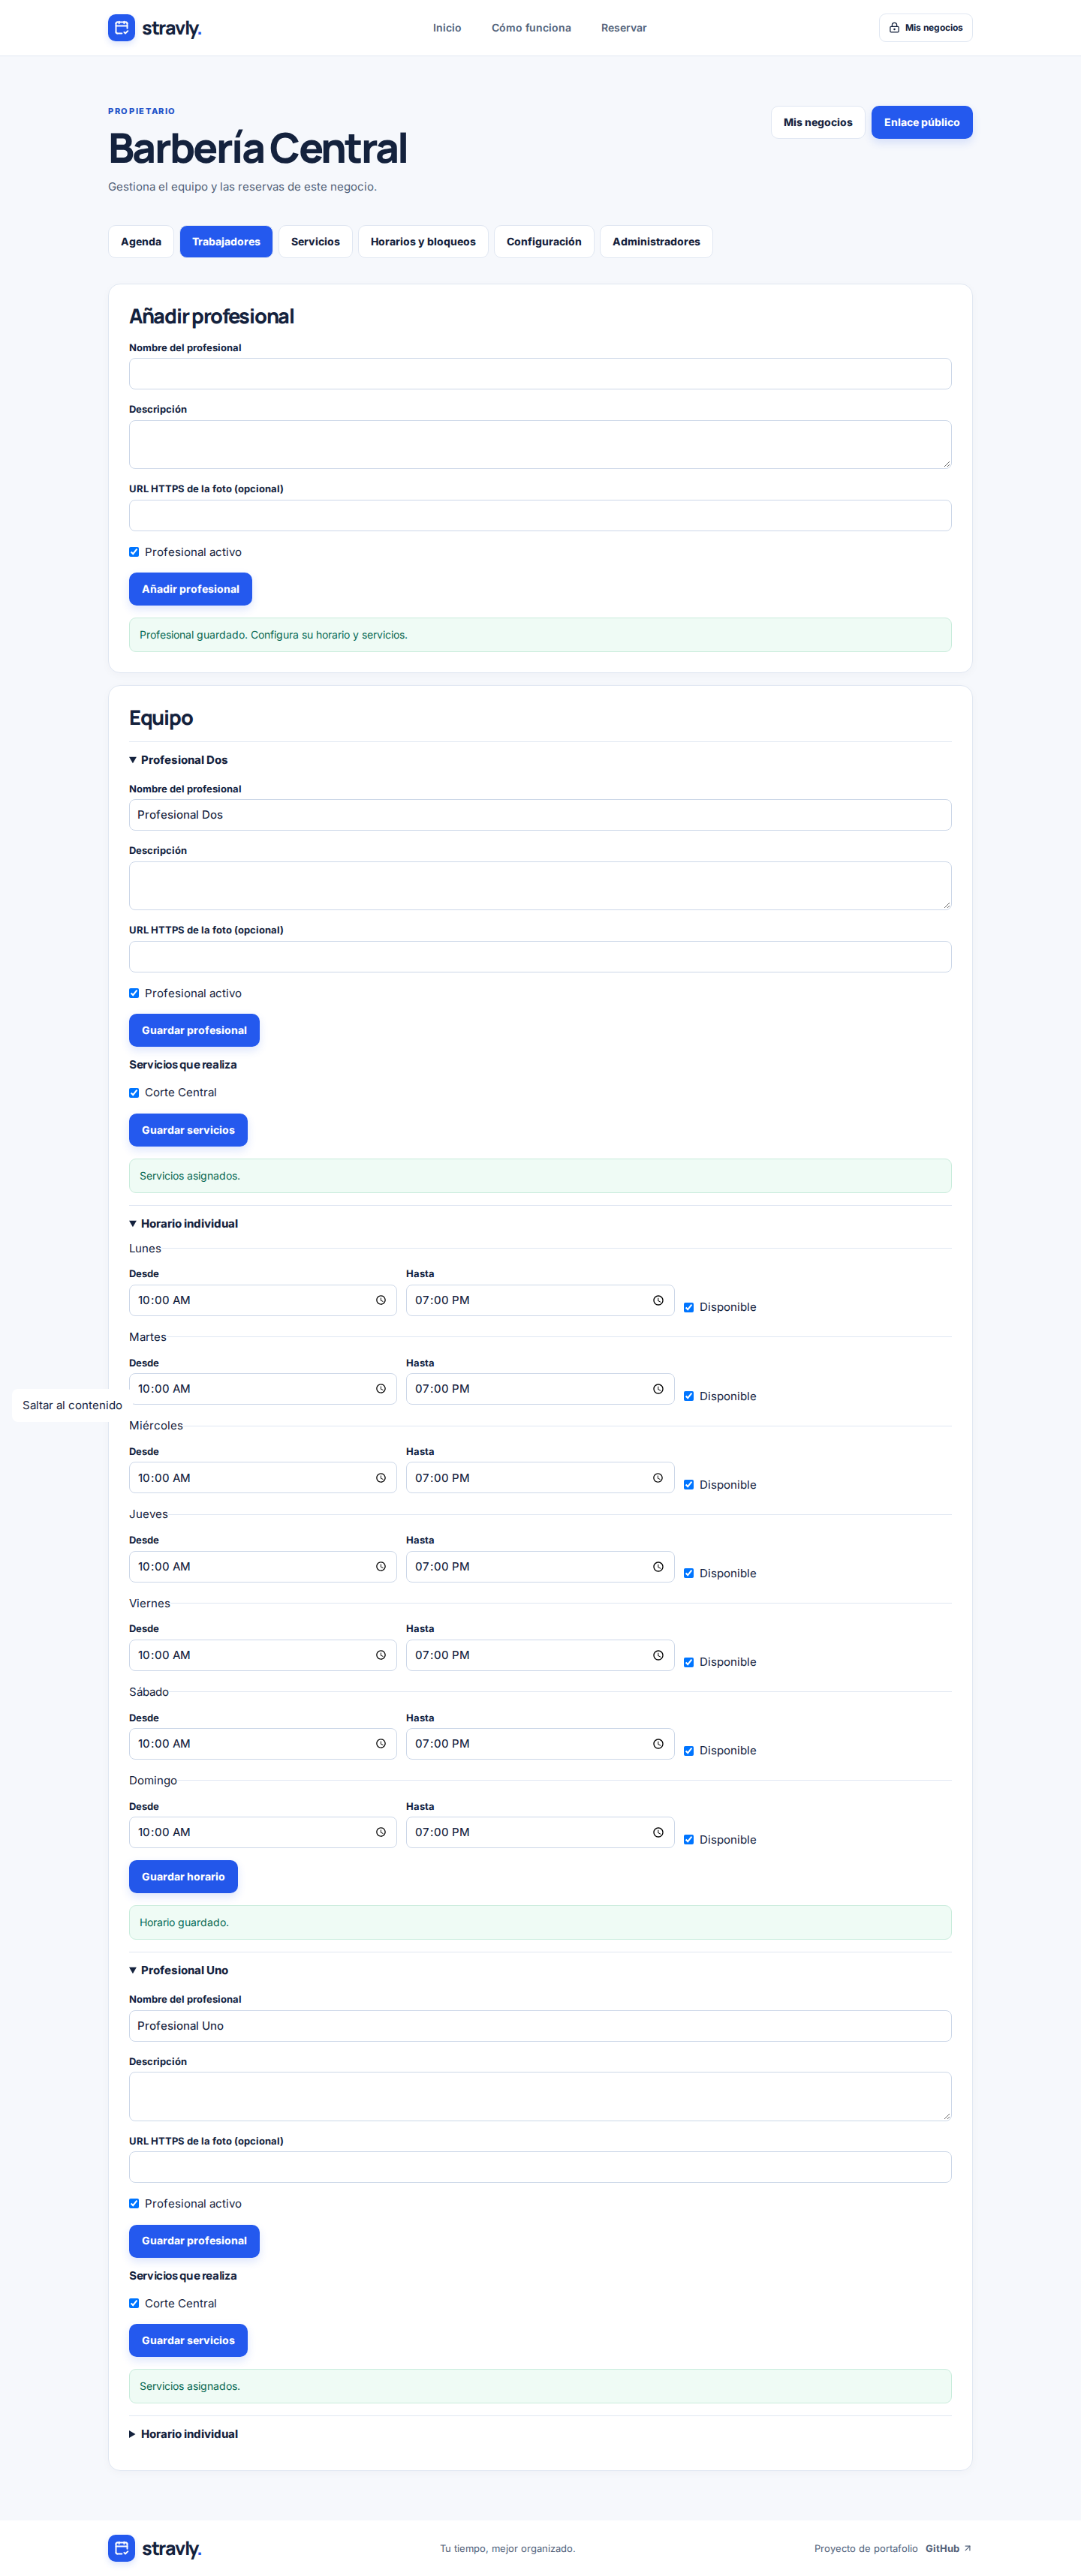 stravly.
Inicio
Cómo funciona
Reservar
Mis negocios
PROPIETARIO
Barbería Central
Gestiona el equipo y las reservas de este negocio.
Mis negocios
Enlace público
Agenda
Trabajadores
Servicios
Horarios y bloqueos
Configuración
Administradores
Añadir profesional
Nombre del profesional
Descripción
URL HTTPS de la foto (opcional)
Profesional activo
Añadir profesional
Profesional guardado. Configura su horario y servicios.
Equipo
Profesional Dos
Nombre del profesional
Profesional Dos
Descripción
URL HTTPS de la foto (opcional)
Profesional activo
Guardar profesional
Servicios que realiza
Corte Central
Guardar servicios
Servicios asignados.
Horario individual
Lunes
Desde
Hasta
10:00 AM
07:00 PM
Disponible
Martes
Desde
Hasta
10:00 AM
07:00 PM
Disponible
Saltar al contenido
Miércoles
Desde
Hasta
10:00 AM
07:00 PM
Disponible
Jueves
Desde
Hasta
10:00 AM
07:00 PM
Disponible
Viernes
Desde
Hasta
10:00 AM
07:00 PM
Disponible
Sábado
Desde
Hasta
10:00 AM
07:00 PM
Disponible
Domingo
Desde
Hasta
10:00 AM
07:00 PM
Disponible
Guardar horario
Horario guardado.
Profesional Uno
Nombre del profesional
Profesional Uno
Descripción
URL HTTPS de la foto (opcional)
Profesional activo
Guardar profesional
Servicios que realiza
Corte Central
Guardar servicios
Servicios asignados.
Horario individual
stravly.
Tu tiempo, mejor organizado.
Proyecto de portafolio
GitHub